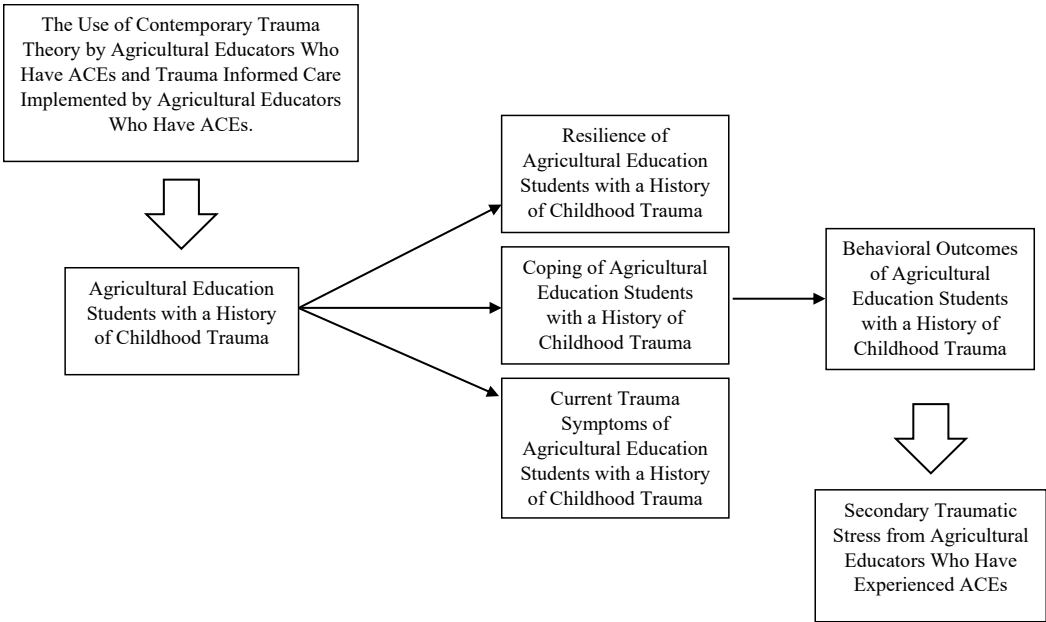 The Use of Contemporary Trauma
Theory by Agricultural Educators Who
Have ACEs and Trauma Informed Care
Implemented by Agricultural Educators
Who Have ACEs.
Agricultural Education
Students with a History
of Childhood Trauma
Resilience of
Agricultural Education
Students with a History
of Childhood Trauma
Coping of Agricultural
Education Students
with a History of
Childhood Trauma
Current Trauma
Symptoms of
Agricultural Education
Students with a History
of Childhood Trauma
Behavioral Outcomes
of Agricultural
Education Students
with a History of
Childhood Trauma
Secondary Traumatic
Stress from Agricultural
Educators Who Have
Experienced ACEs